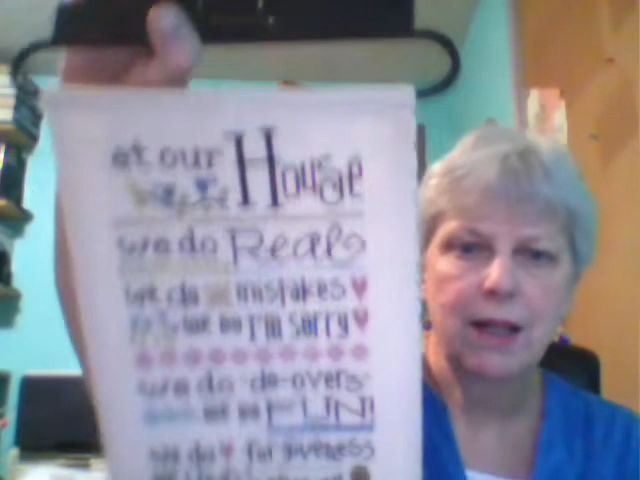 at our House
we do Real
we do mistakes
we do I'm sorry
we do do-overs
we do FUN!
we do forgiveness